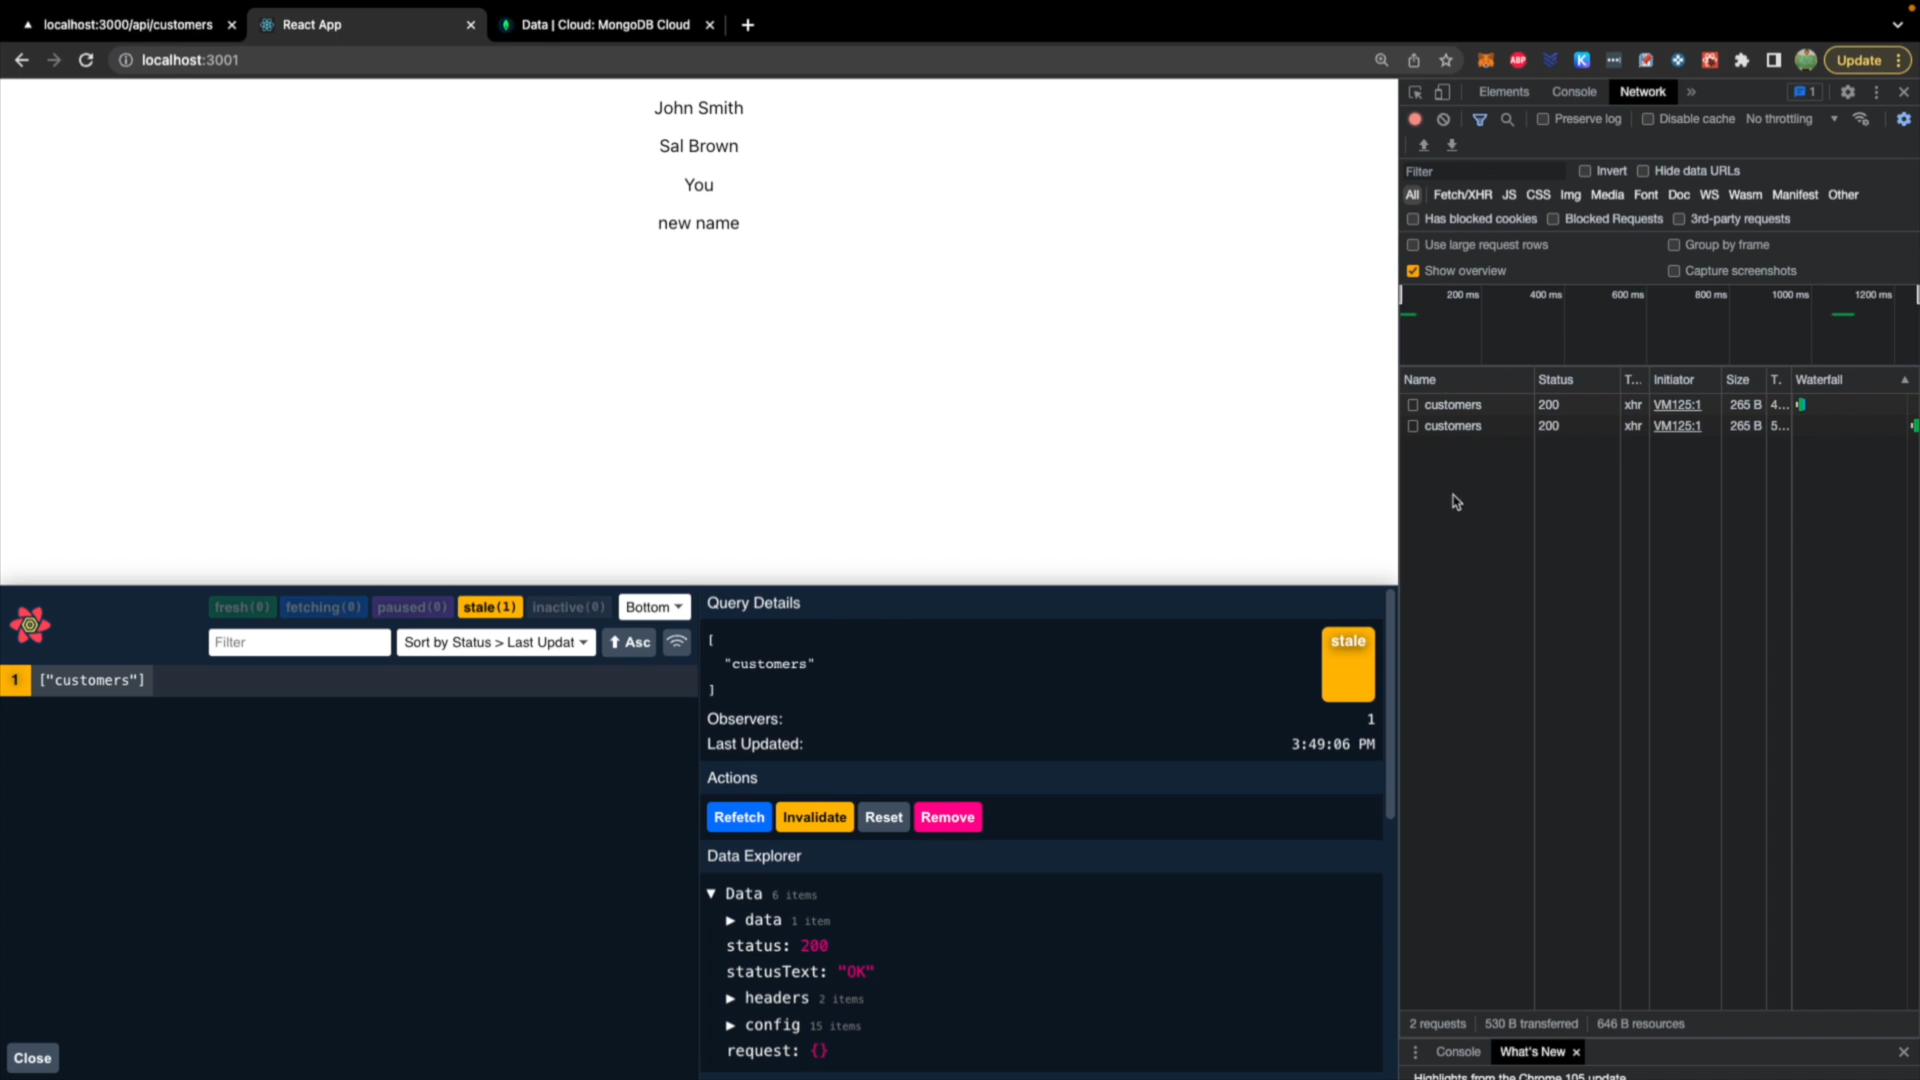 localhost:3000/api/customers
React App
Data | Cloud: MongoDB Cloud
localhost:3001
ABP
K
Update
John Smith
Sal Brown
You
new name
Elements Console Network » 1
Preserve log Disable cache No throttling
Filter Invert Hide data URLs
All Fetch/XHR JS CSS Img Media Font Doc WS Wasm Manifest Other
Has blocked cookies Blocked Requests 3rd-party requests
Use large request rows Group by frame
Show overview Capture screenshots
200 ms 400 ms 600 ms 800 ms 1000 ms 1200 ms
Name Status T... Initiator Size T. Waterfall
customers 200 xhr VM125:1 265 B 4...
customers 200 xhr VM125:1 265 B 5...
2 requests 530 B transferred 646 B resources
Console What's New
Highlights from the Chrome 105 update
fresh(0) fetching(0) paused(0) stale(1) inactive(0) Bottom
Filter Sort by Status > Last Updat Asc
1 ["customers"]
Close
Query Details
[
"customers"
]
stale
Observers: 1
Last Updated: 3:49:06 PM
Actions
Refetch Invalidate Reset Remove
Data Explorer
Data 6 items
data 1 item
status: 200
statusText: "OK"
headers 2 items
config 15 items
request: {}